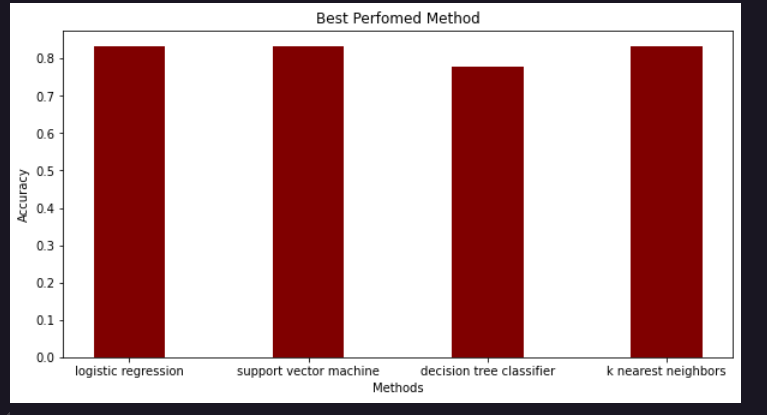 Best Perfomed Method
Accuracy
0.8
0.7
0.6
0.5
0.4
0.3
0.2
0.1
0.0
logistic regression
support vector machine
decision tree classifier
k nearest neighbors
Methods